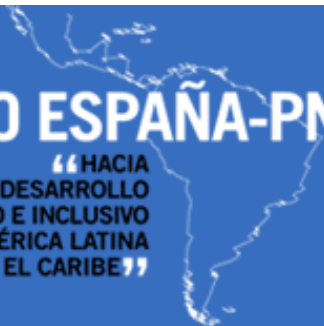 O ESPAÑA-PN
“HACIA
DESARROLLO
O E INCLUSIVO
ÉRICA LATINA
EL CARIBE”